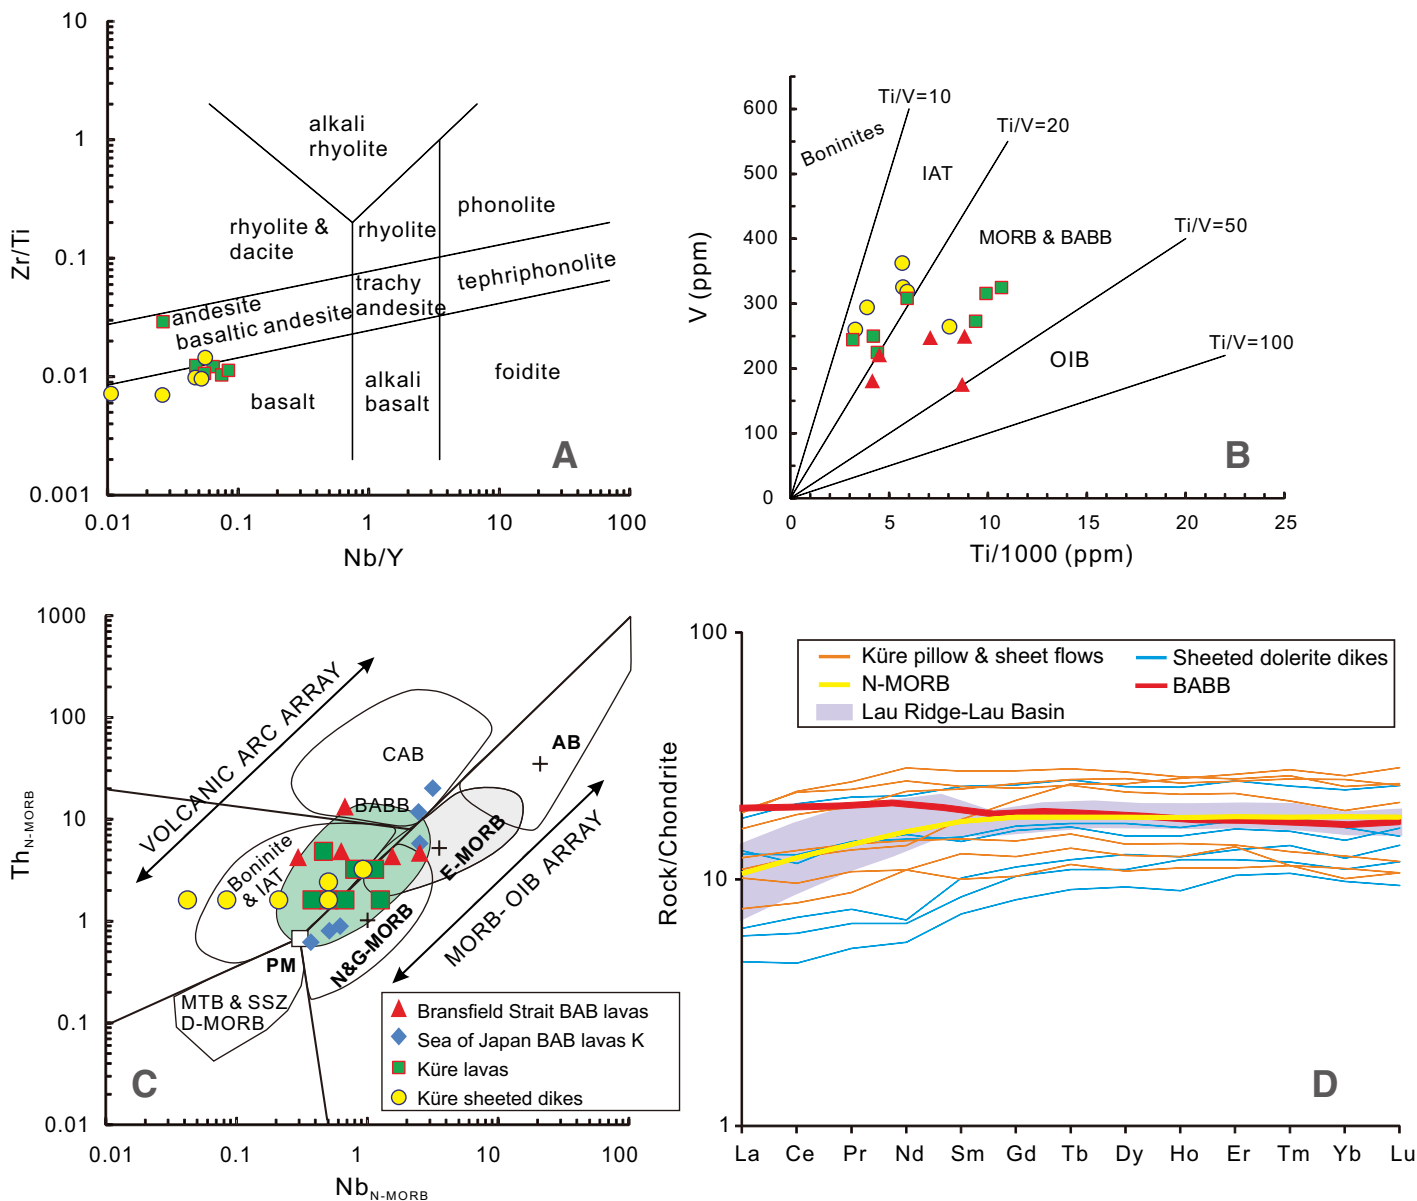 10
1
0.1
0.01
0.001
Zr/Ti
alkali
rhyolite
rhyolite &
dacite
rhyolite
phonolite
andesite
basaltic andesite
trachy
andesite
tephriphonolite
basalt
alkali
basalt
foidite
A
0.01
0.1
1
10
100
Nb/Y
600
500
400
300
200
100
0
V (ppm)
Boninites
Ti/V=10
Ti/V=20
IAT
MORB & BABB
Ti/V=50
OIB
Ti/V=100
B
0
5
10
15
20
25
Ti/1000 (ppm)
1000
100
10
1
0.1
0.01
Th N-MORB
VOLCANIC ARC ARRAY
CAB
AB
BABB
Boninite
& IAT
E-MORB
N&G-MORB
MORB- OIB ARRAY
PM
MTB & SSZ
D-MORB
Bransfield Strait BAB lavas
Sea of Japan BAB lavas K
Küre lavas
Küre sheeted dikes
C
0.01
0.1
1
10
100
Nb N-MORB
100
10
1
Rock/Chondrite
Küre pillow & sheet flows
Sheeted dolerite dikes
N-MORB
BABB
Lau Ridge-Lau Basin
D
La Ce Pr Nd Sm Gd Tb Dy Ho Er Tm Yb Lu